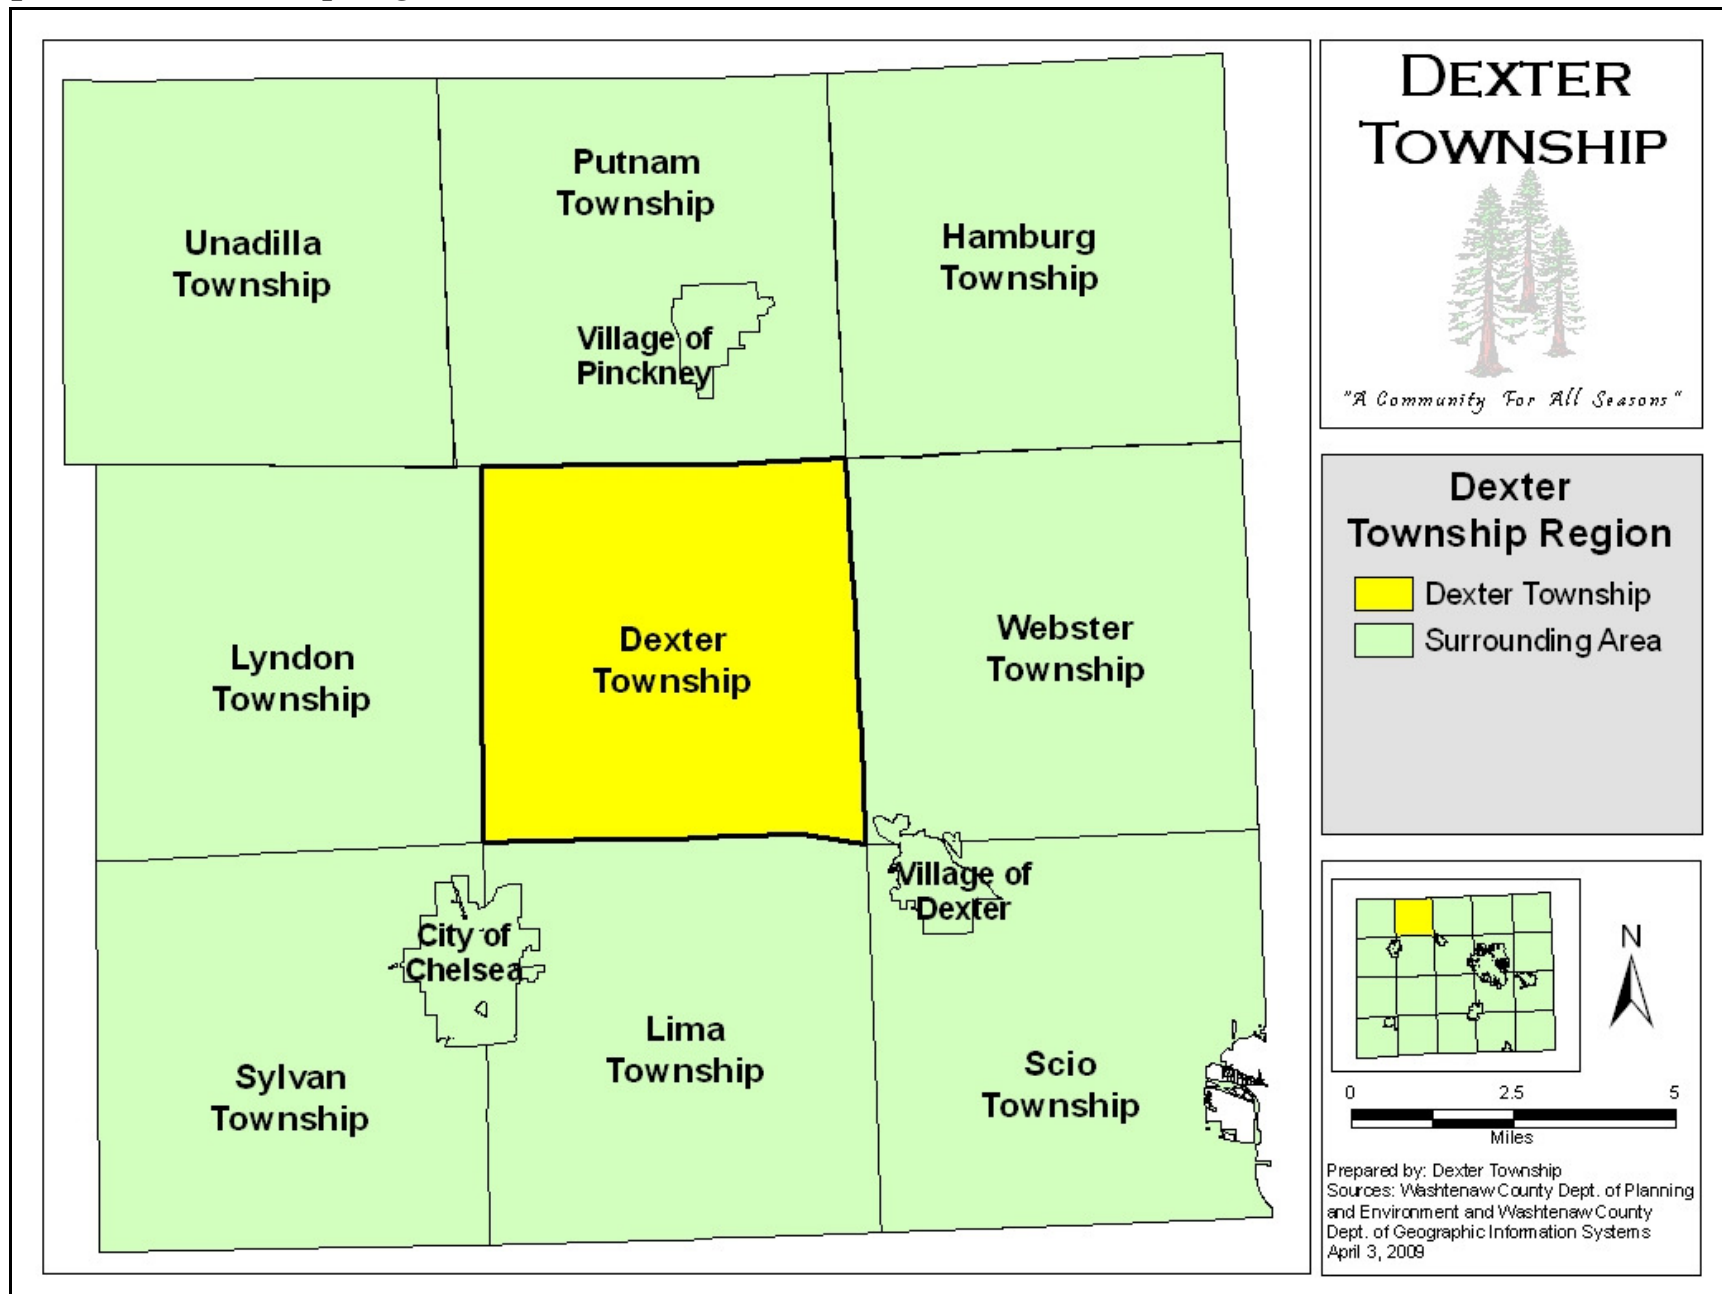 Unadilla
Township
Putnam
Township
Village of
Pinckney
Hamburg
Township
Lyndon
Township
Dexter
Township
Webster
Township
Village of
Dexter
City of
Chelsea
Sylvan
Township
Lima
Township
Scio
Township
DEXTER
TOWNSHIP
"A Community For All Seasons"
Dexter
Township Region
Dexter Township
Surrounding Area
N
0 2.5 5
Miles
Prepared by: Dexter Township
Sources: Washtenaw County Dept. of Planning
and Environment and Washtenaw County
Dept. of Geographic Information Systems
April 3, 2009